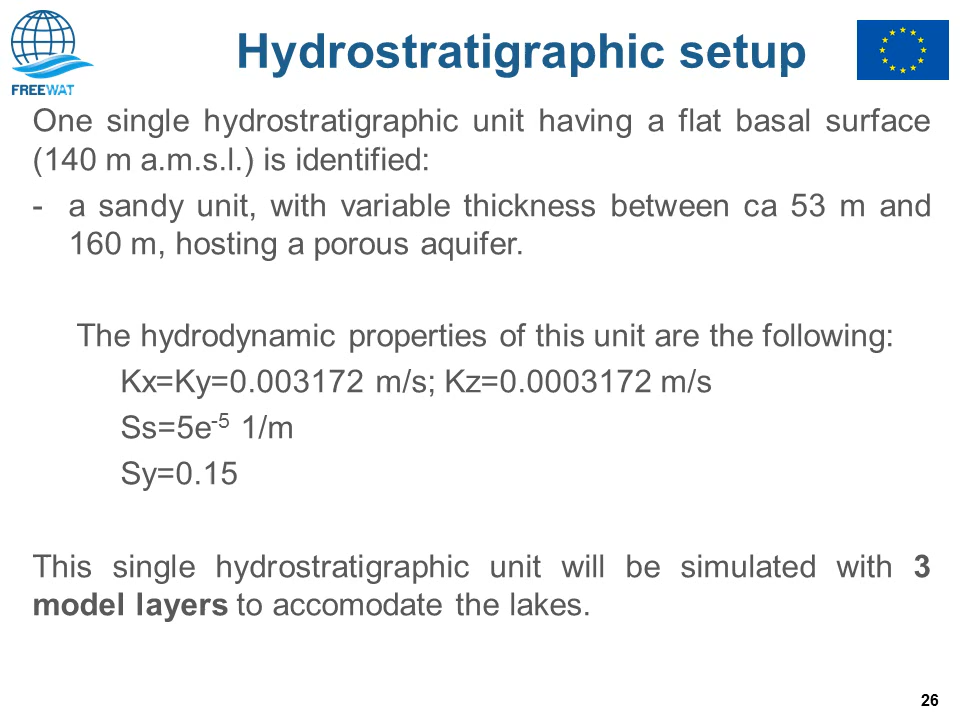 Hydrostratigraphic setup
FREEWAT
One single hydrostratigraphic unit having a flat basal surface
(140 m a.m.s.l.) is identified:
- a sandy unit, with variable thickness between ca 53 m and
160 m, hosting a porous aquifer.
The hydrodynamic properties of this unit are the following:
Kx=Ky=0.003172 m/s; Kz=0.0003172 m/s
Ss=5e⁻⁵ 1/m
Sy=0.15
This single hydrostratigraphic unit will be simulated with 3
model layers to accomodate the lakes.
26